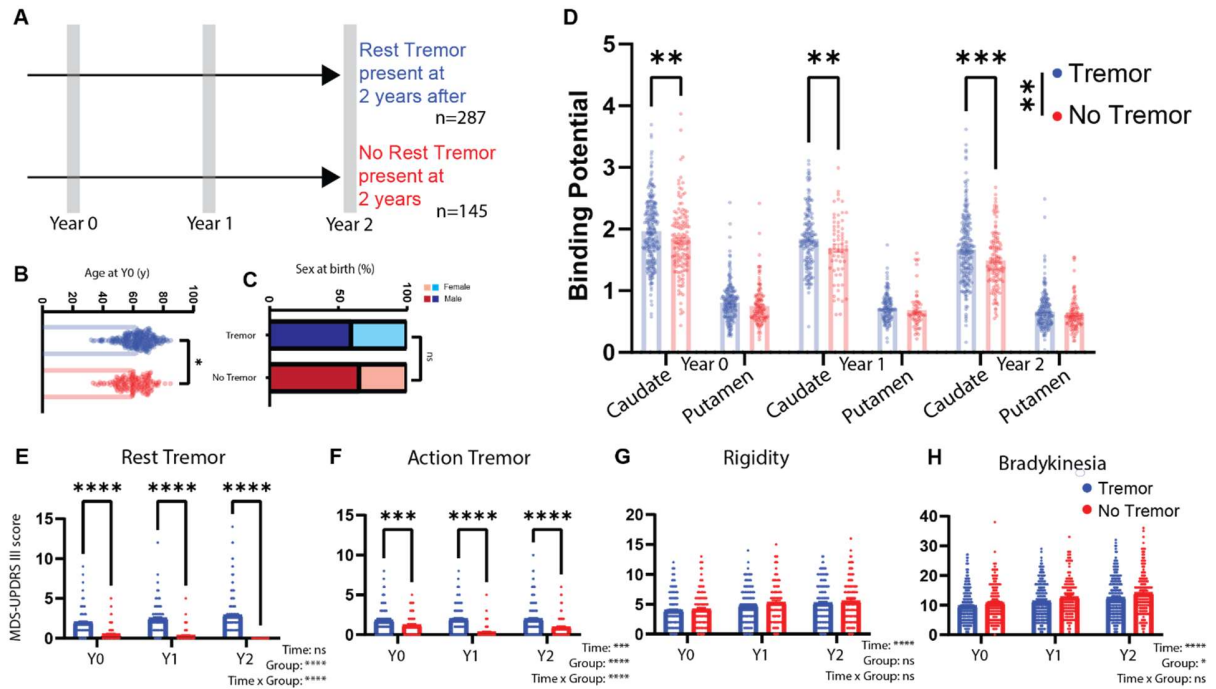 A
Rest Tremor
present at
2 years after
n=287
No Rest Tremor
present at
2 years
n=145
Year 0
Year 1
Year 2
B
Age at Y0 (y)
0
20
40
60
80
100
*
C
Sex at birth (%)
0
50
100
Female
Male
Tremor
No Tremor
ns
D
Binding Potential
5
4
3
2
1
0
**
**
***
Tremor
**
No Tremor
Year 0
Year 1
Year 2
Caudate
Putamen
Caudate
Putamen
Caudate
Putamen
E
Rest Tremor
MDS-UPDRS III score
15
10
5
0
****
****
****
Y0
Y1
Y2
Time: ns
Group: ****
Time x Group: ****
F
Action Tremor
15
10
5
0
***
****
****
Y0
Y1
Y2
Time: ***
Group: ****
Time x Group: ****
G
Rigidity
20
15
10
5
0
Y0
Y1
Y2
Time: ****
Group: ns
Time x Group: ns
H
Bradykinesia
Tremor
No Tremor
40
30
20
10
0
Y0
Y1
Y2
Time: ****
Group: *
Time x Group: ns